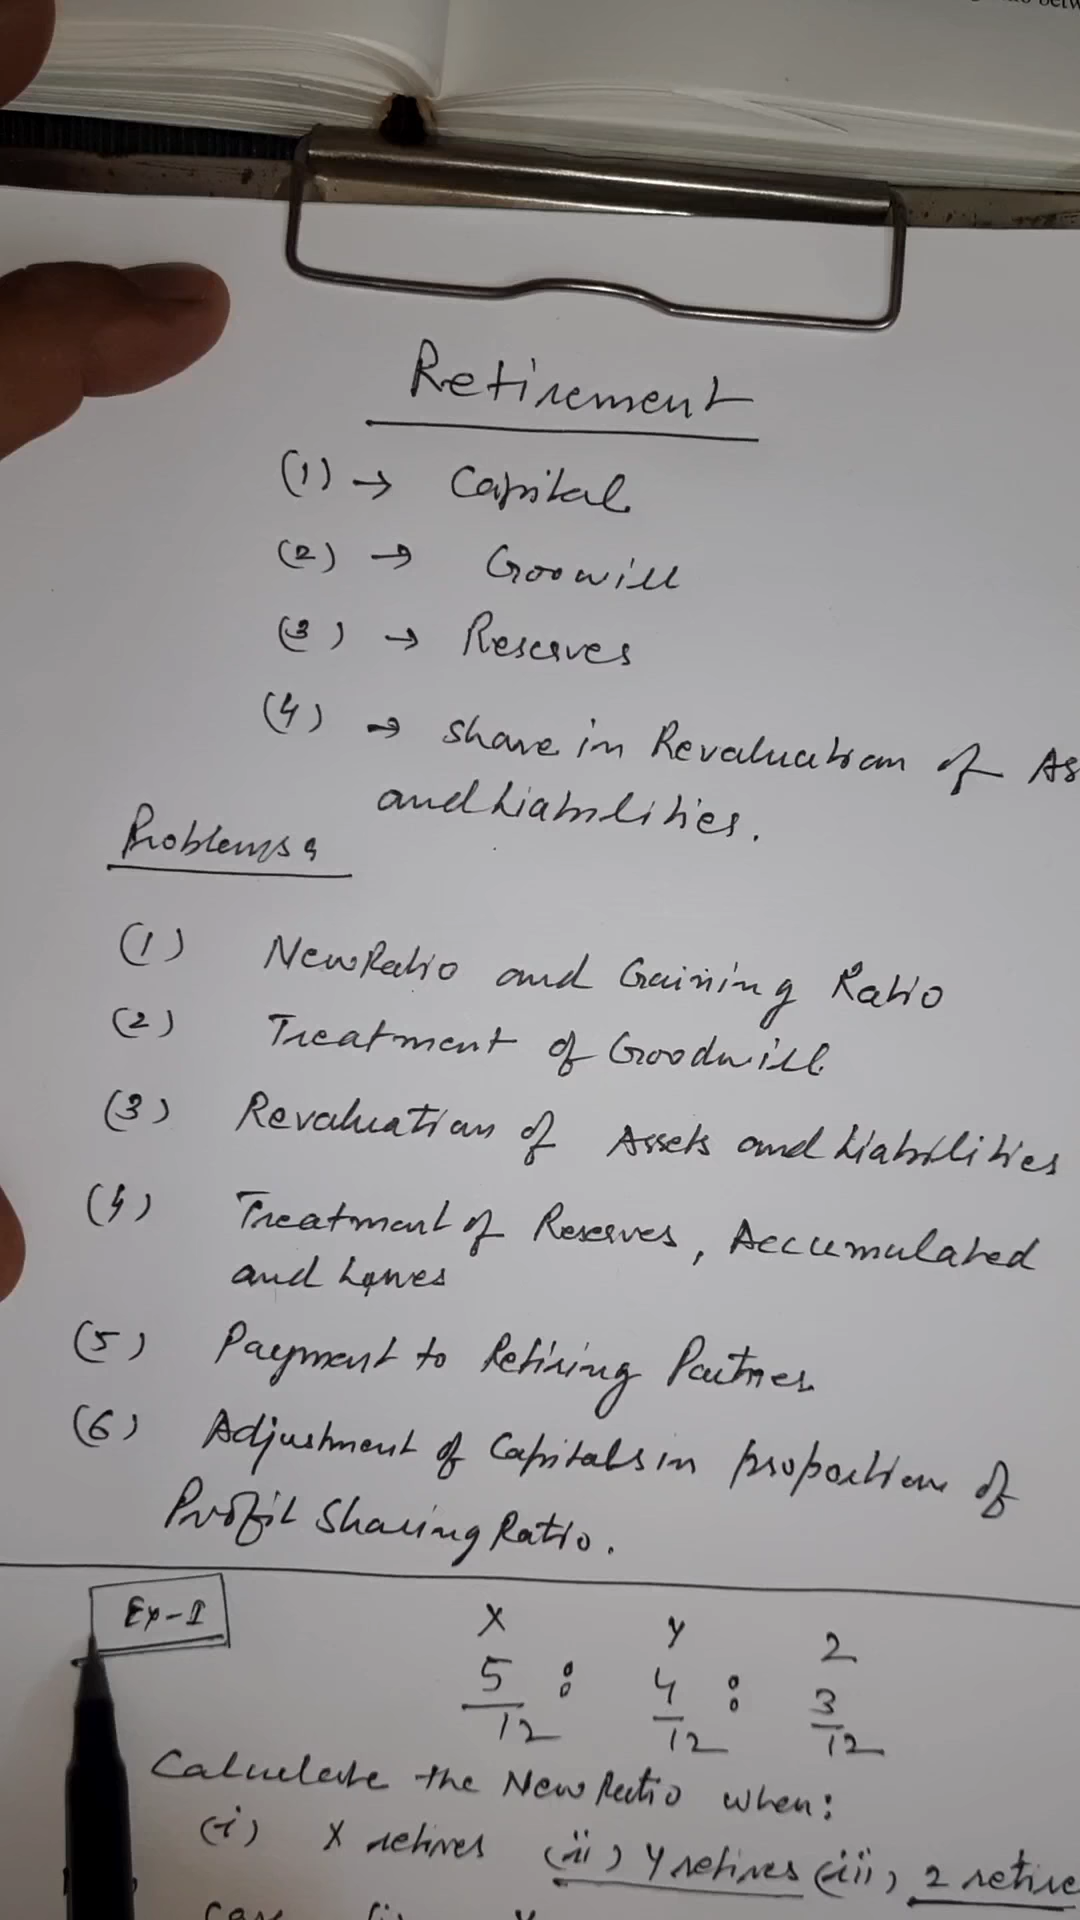 Retirement
(1) → Capital
(2) → Goowill
(3) → Reserves
(4) → Share in Revaluation of As
and Liabilities.
Problems
(1) New Ratio and Gaining Ratio
(2) Treatment of Goodwill
(3) Revaluation of Assets and Liabilities
(4) Treatment of Reserves, Accumulated
and Losses
(5) Payment to Retiring Partner
(6) Adjustment of Capitals in proportion of
Profit Sharing Ratio.
Ex-1
X Y Z
5/12 : 4/12 : 3/12
Calculate the New Ratio when:
(i) X retires (ii) Y retires (iii) Z retire